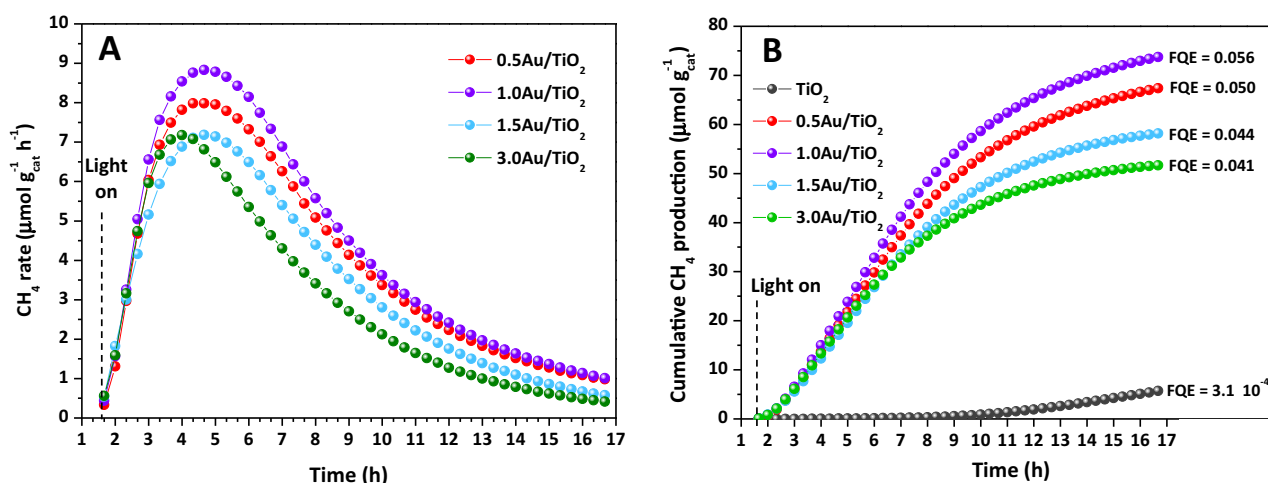 A
CH₄ rate (μmol g⁻¹cat h⁻¹)
10
9
8
7
6
5
4
3
2
1
0
Light
on
0.5Au/TiO₂
1.0Au/TiO₂
1.5Au/TiO₂
3.0Au/TiO₂
1 2 3 4 5 6 7 8 9 10 11 12 13 14 15 16 17
Time (h)
B
Cumulative CH₄ production (μmol g⁻¹cat)
80
70
60
50
40
30
20
10
0
Light on
TiO₂
0.5Au/TiO₂
1.0Au/TiO₂
1.5Au/TiO₂
3.0Au/TiO₂
FQE = 0.056
FQE = 0.050
FQE = 0.044
FQE = 0.041
FQE = 3.1 10⁻⁴
1 2 3 4 5 6 7 8 9 10 11 12 13 14 15 16 17
Time (h)